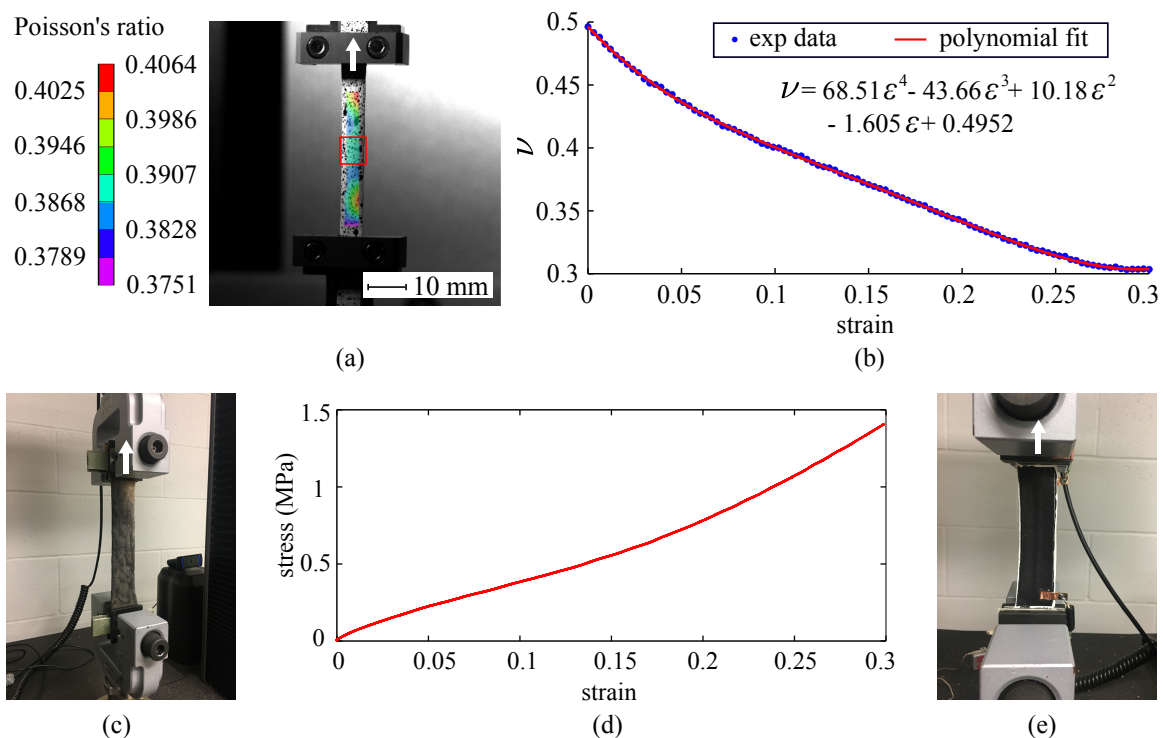 Poisson's ratio
0.4064
0.4025
0.3986
0.3946
0.3907
0.3868
0.3828
0.3789
0.3751
10 mm
(a)
0.5
0.45
0.4
0.35
0.3
ν
exp data
polynomial fit
ν = 68.51ε⁴ - 43.66ε³ + 10.18ε²
- 1.605ε + 0.4952
0 0.05 0.1 0.15 0.2 0.25 0.3
strain
(b)
(c)
1.5
1
0.5
0
stress (MPa)
0 0.05 0.1 0.15 0.2 0.25 0.3
strain
(d)
(e)